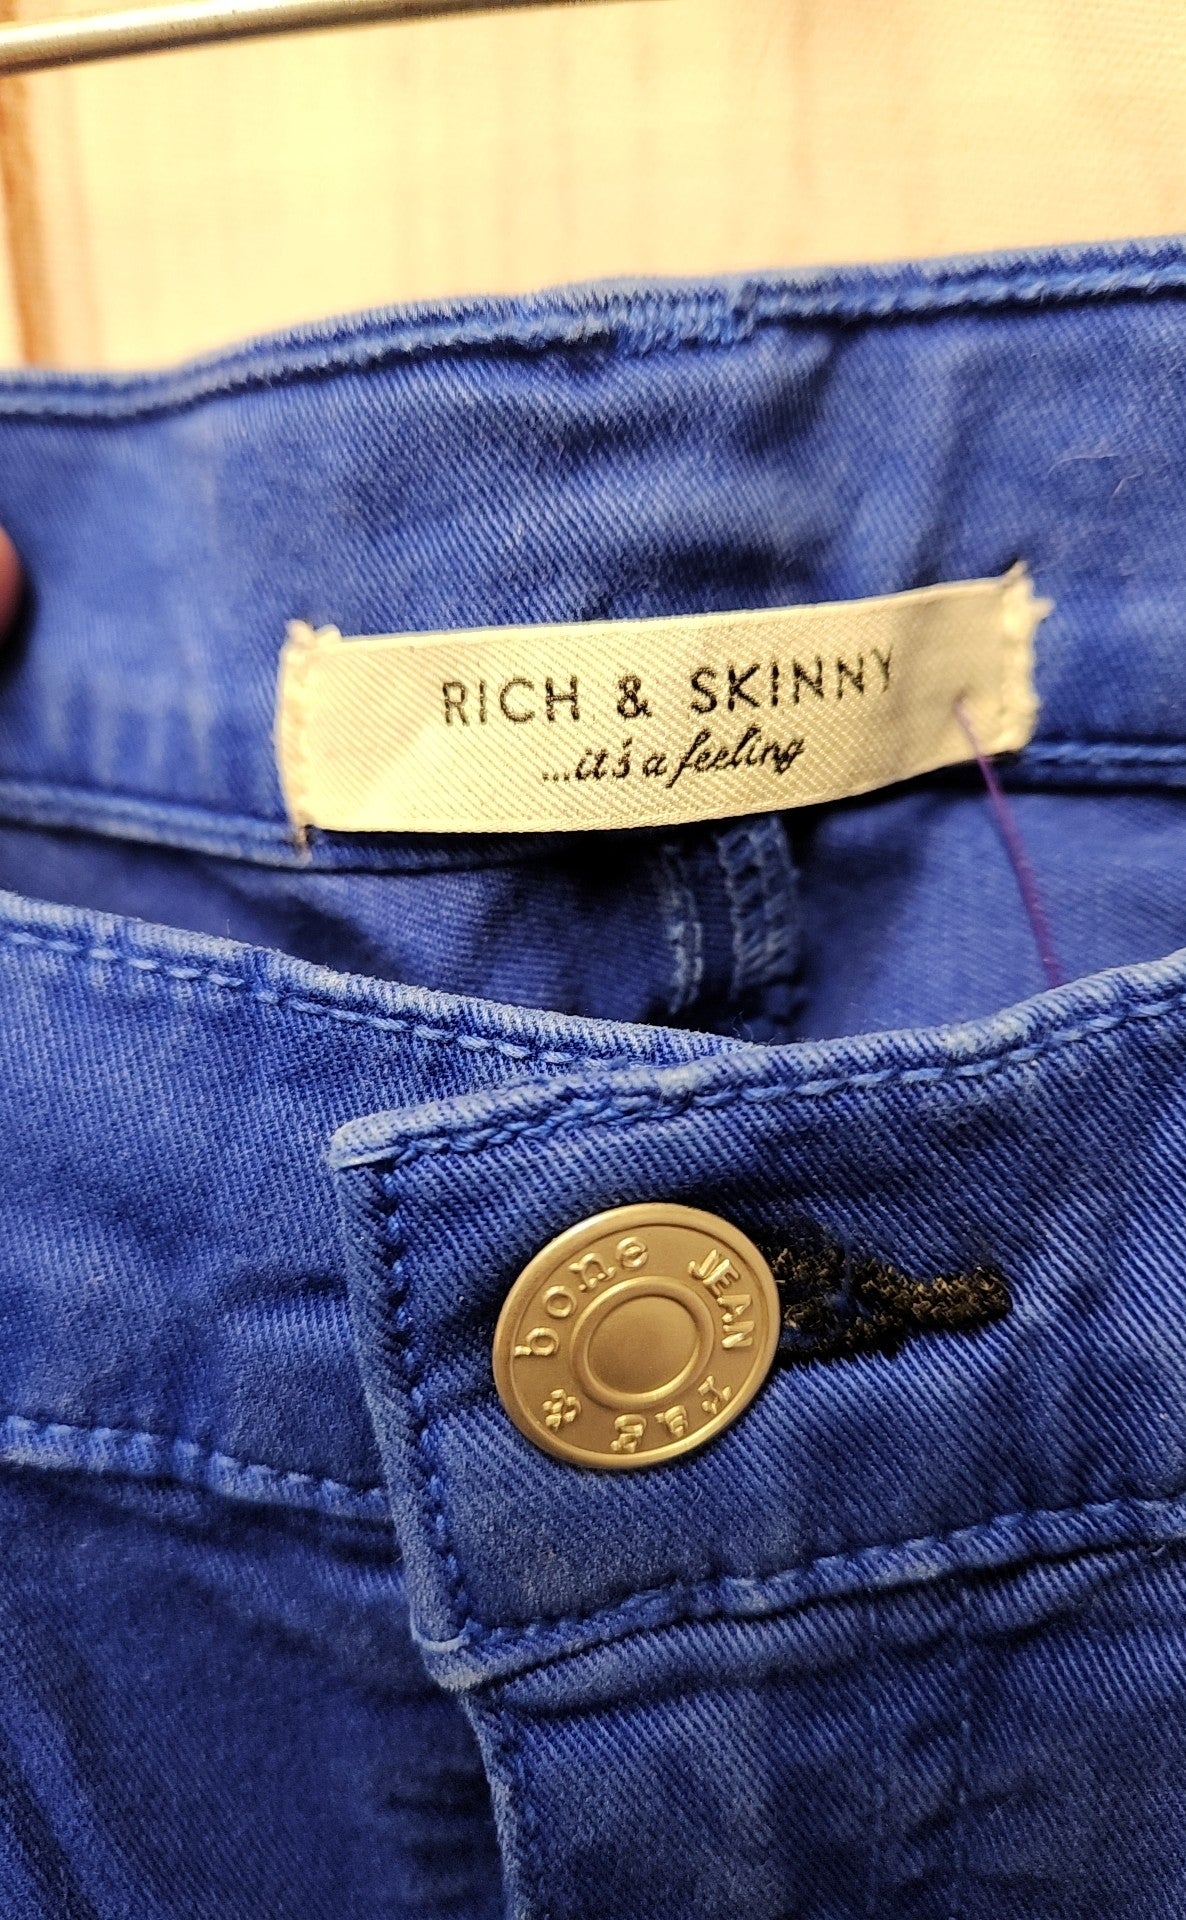 RICH & SKINNY
...it's a feeling
bone JEAN